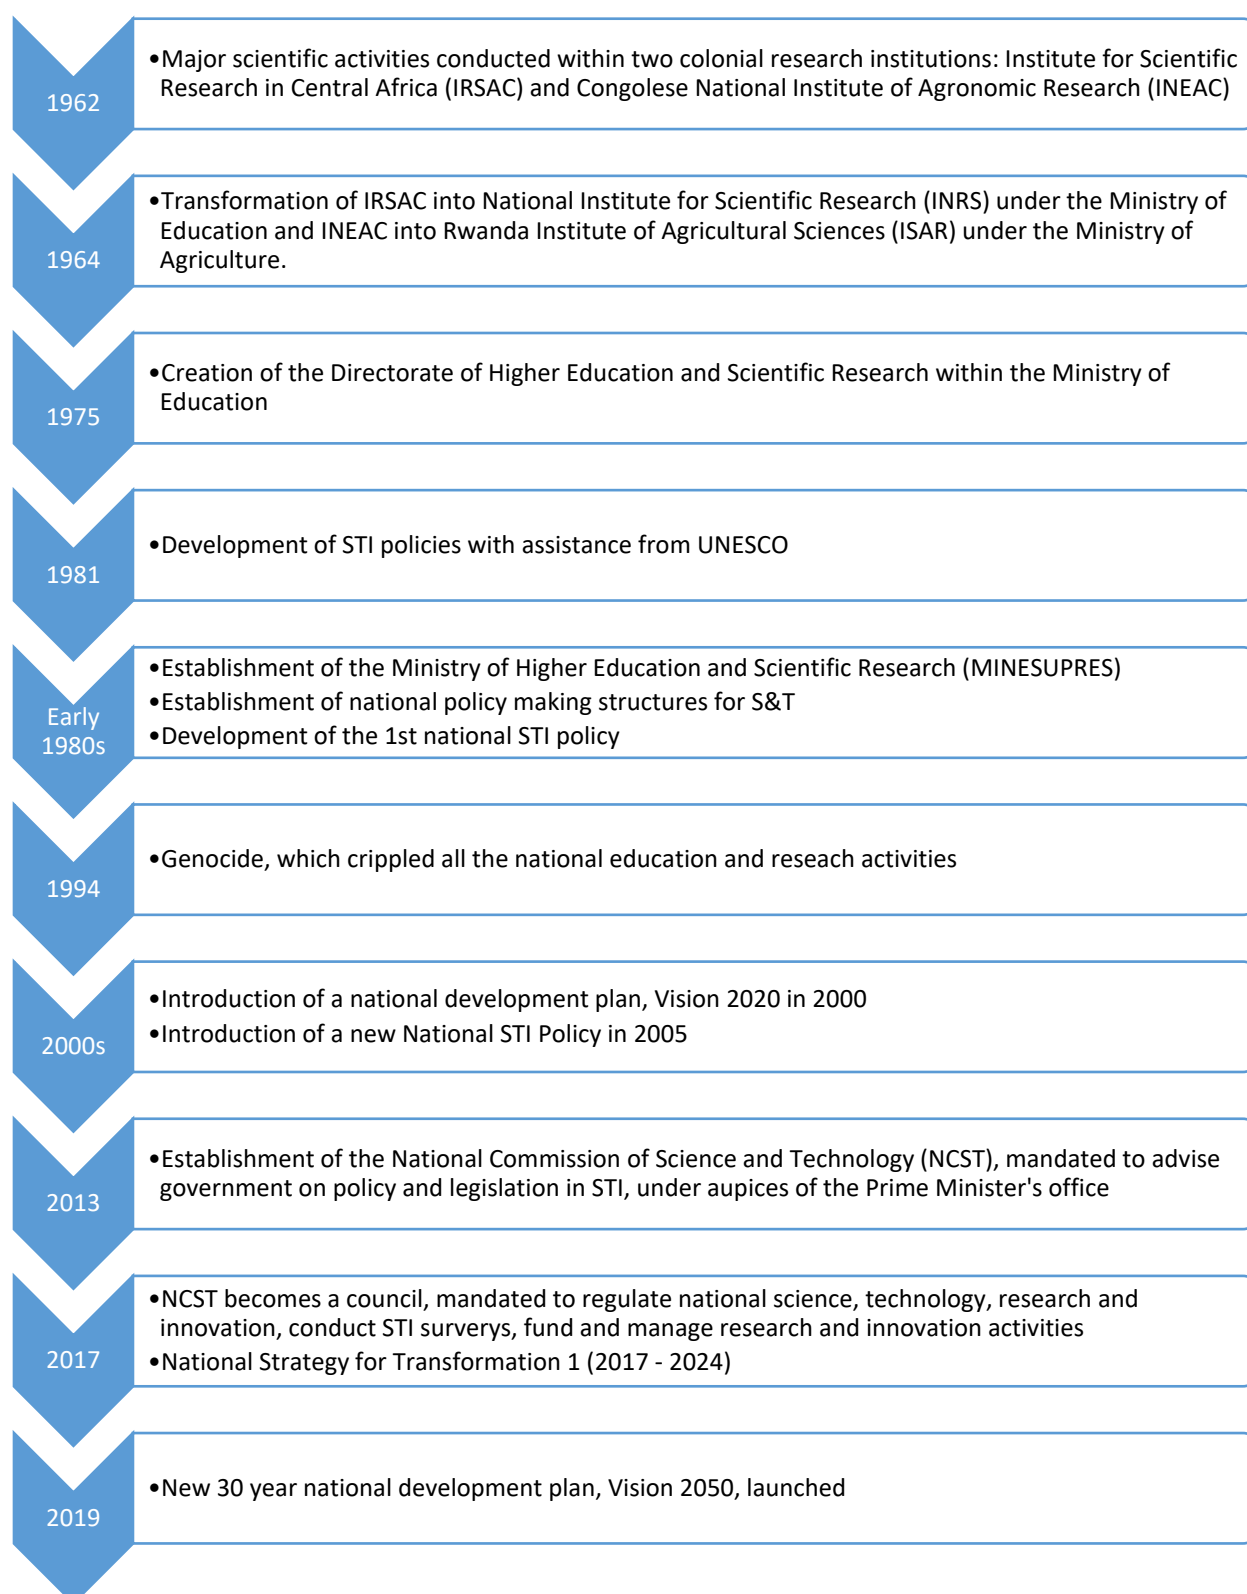 1962
•Major scientific activities conducted within two colonial research institutions: Institute for Scientific
Research in Central Africa (IRSAC) and Congolese National Institute of Agronomic Research (INEAC)
1964
•Transformation of IRSAC into National Institute for Scientific Research (INRS) under the Ministry of
Education and INEAC into Rwanda Institute of Agricultural Sciences (ISAR) under the Ministry of
Agriculture.
1975
•Creation of the Directorate of Higher Education and Scientific Research within the Ministry of
Education
1981
•Development of STI policies with assistance from UNESCO
Early
1980s
•Establishment of the Ministry of Higher Education and Scientific Research (MINESUPRES)
•Establishment of national policy making structures for S&T
•Development of the 1st national STI policy
1994
•Genocide, which crippled all the national education and reseach activities
2000s
•Introduction of a national development plan, Vision 2020 in 2000
•Introduction of a new National STI Policy in 2005
2013
•Establishment of the National Commission of Science and Technology (NCST), mandated to advise
government on policy and legislation in STI, under aupices of the Prime Minister's office
2017
•NCST becomes a council, mandated to regulate national science, technology, research and
innovation, conduct STI surverys, fund and manage research and innovation activities
•National Strategy for Transformation 1 (2017 - 2024)
2019
•New 30 year national development plan, Vision 2050, launched